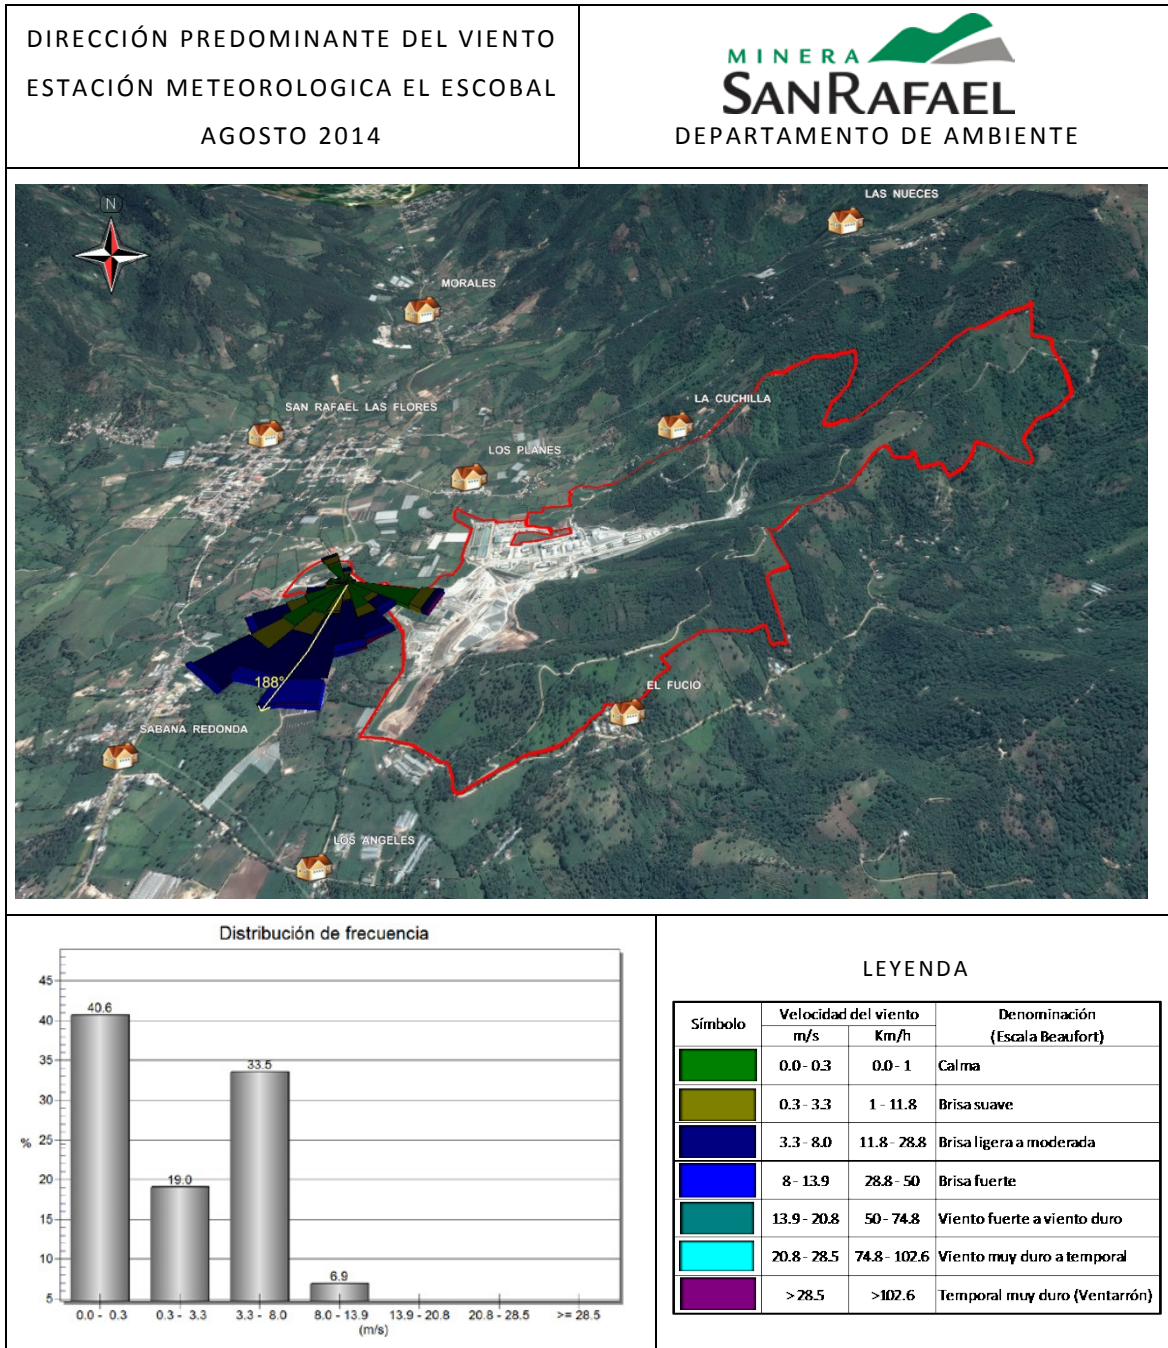 DIRECCIÓN PREDOMINANTE DEL VIENTO
ESTACIÓN METEOROLOGICA EL ESCOBAL
AGOSTO 2014
MINERA
SANRAFAEL
DEPARTAMENTO DE AMBIENTE
N
LAS NUECES
MORALES
SAN RAFAEL LAS FLORES
LA CUCHILLA
LOS PLANES
188°
EL FUCIO
SABANA REDONDA
LOS ANGELES
Distribución de frecuencia
%
45
40
35
30
25
20
15
10
5
40.6
19.0
33.5
6.9
0.0 - 0.3
0.3 - 3.3
3.3 - 8.0
8.0 - 13.9
13.9 - 20.8
20.8 - 28.5
>= 28.5
(m/s)
LEYENDA
Símbolo Velocidad del viento Denominación
m/s Km/h (Escala Beaufort)
0.0 - 0.3 0.0 - 1 Calma
0.3 - 3.3 1 - 11.8 Brisa suave
3.3 - 8.0 11.8 - 28.8 Brisa ligera a moderada
8 - 13.9 28.8 - 50 Brisa fuerte
13.9 - 20.8 50 - 74.8 Viento fuerte a viento duro
20.8 - 28.5 74.8 - 102.6 Viento muy duro a temporal
> 28.5 >102.6 Temporal muy duro (Ventarrón)